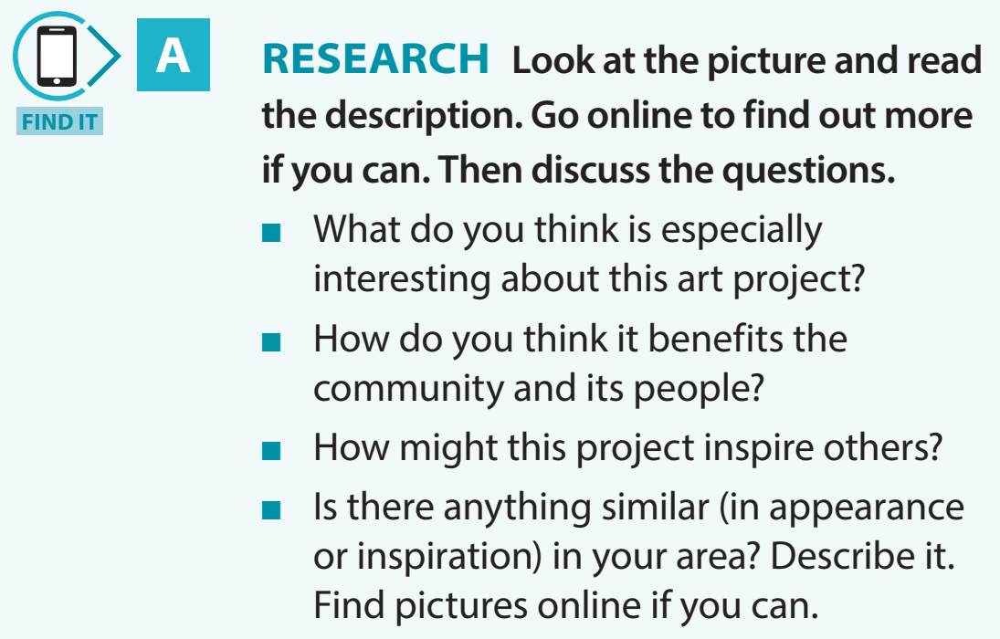 A
FIND IT
RESEARCH Look at the picture and read
the description. Go online to find out more
if you can. Then discuss the questions.
■ What do you think is especially
interesting about this art project?
■ How do you think it benefits the
community and its people?
■ How might this project inspire others?
■ Is there anything similar (in appearance
or inspiration) in your area? Describe it.
Find pictures online if you can.